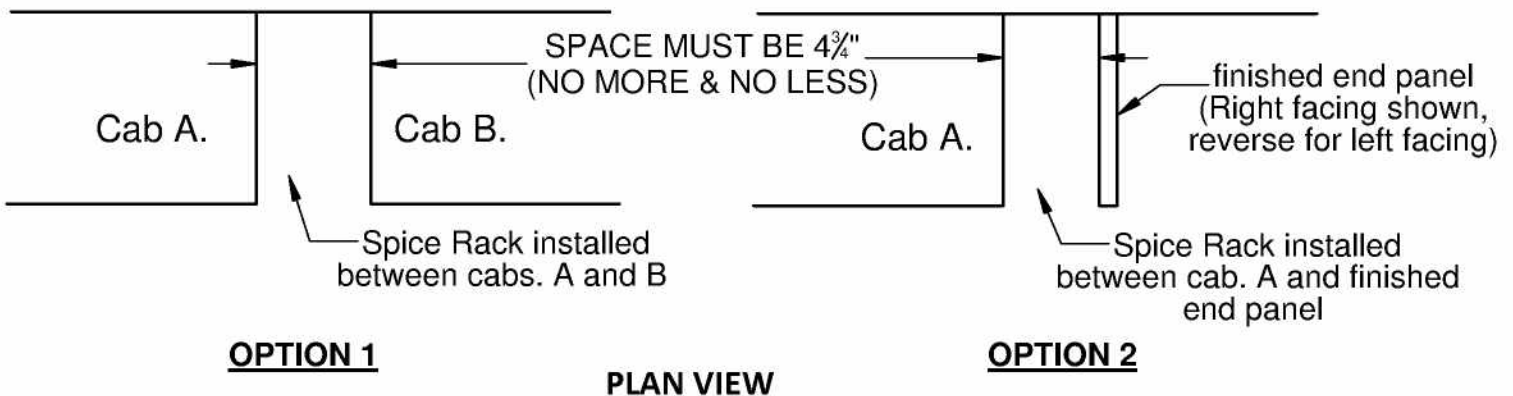 SPACE MUST BE 4¾"
(NO MORE & NO LESS)
Cab A.
Cab B.
Spice Rack installed
between cabs. A and B
OPTION 1
Cab A.
finished end panel
(Right facing shown,
reverse for left facing)
Spice Rack installed
between cab. A and finished
end panel
OPTION 2
PLAN VIEW